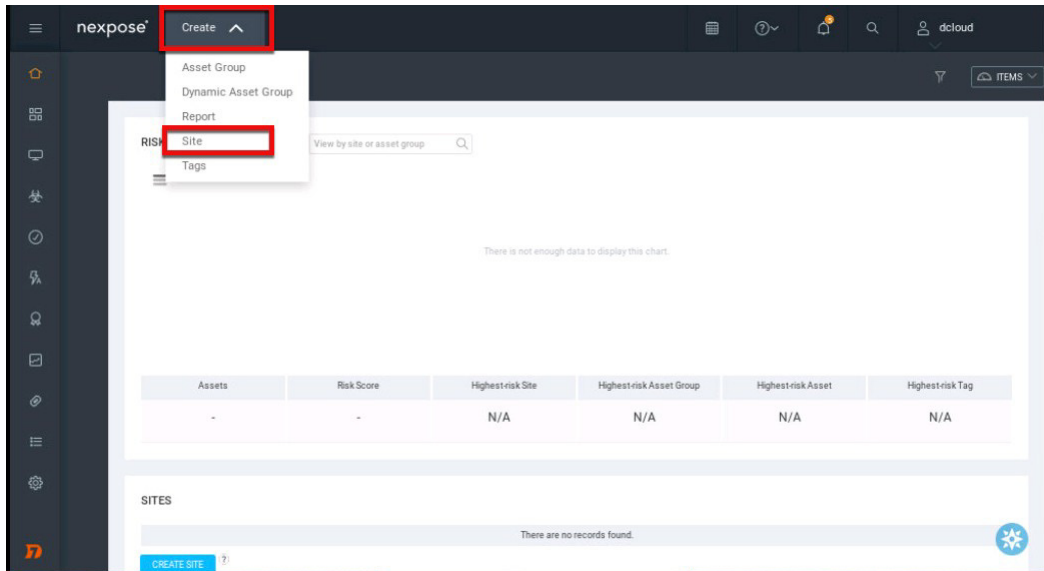 nexpose®
Create
dcloud
Asset Group
Dynamic Asset Group
Report
Site
Tags
ITEMS
RISK
View by site or asset group
There is not enough data to display this chart.
Assets Risk Score Highest-risk Site Highest-risk Asset Group Highest-risk Asset Highest-risk Tag
- - N/A N/A N/A N/A
SITES
There are no records found.
CREATE SITE ?